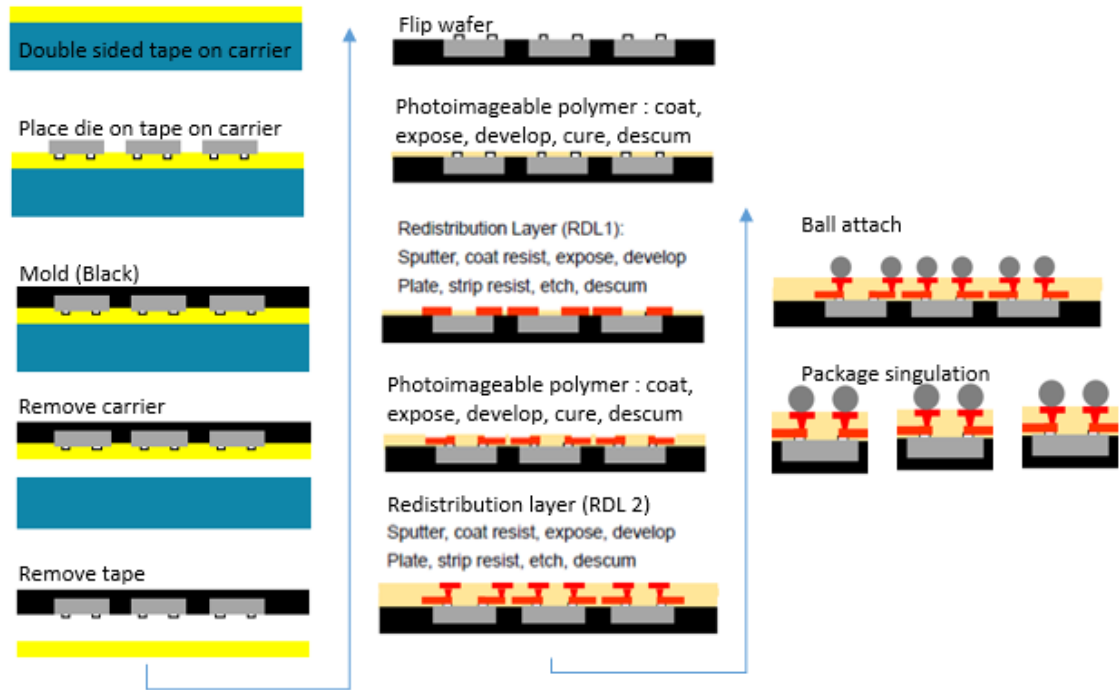 Double sided tape on carrier
Place die on tape on carrier
Mold (Black)
Remove carrier
Remove tape
Flip wafer
Photoimageable polymer : coat,
expose, develop, cure, descum
Redistribution Layer (RDL1):
Sputter, coat resist, expose, develop
Plate, strip resist, etch, descum
Photoimageable polymer : coat,
expose, develop, cure, descum
Redistribution layer (RDL 2)
Sputter, coat resist, expose, develop
Plate, strip resist, etch, descum
Ball attach
Package singulation